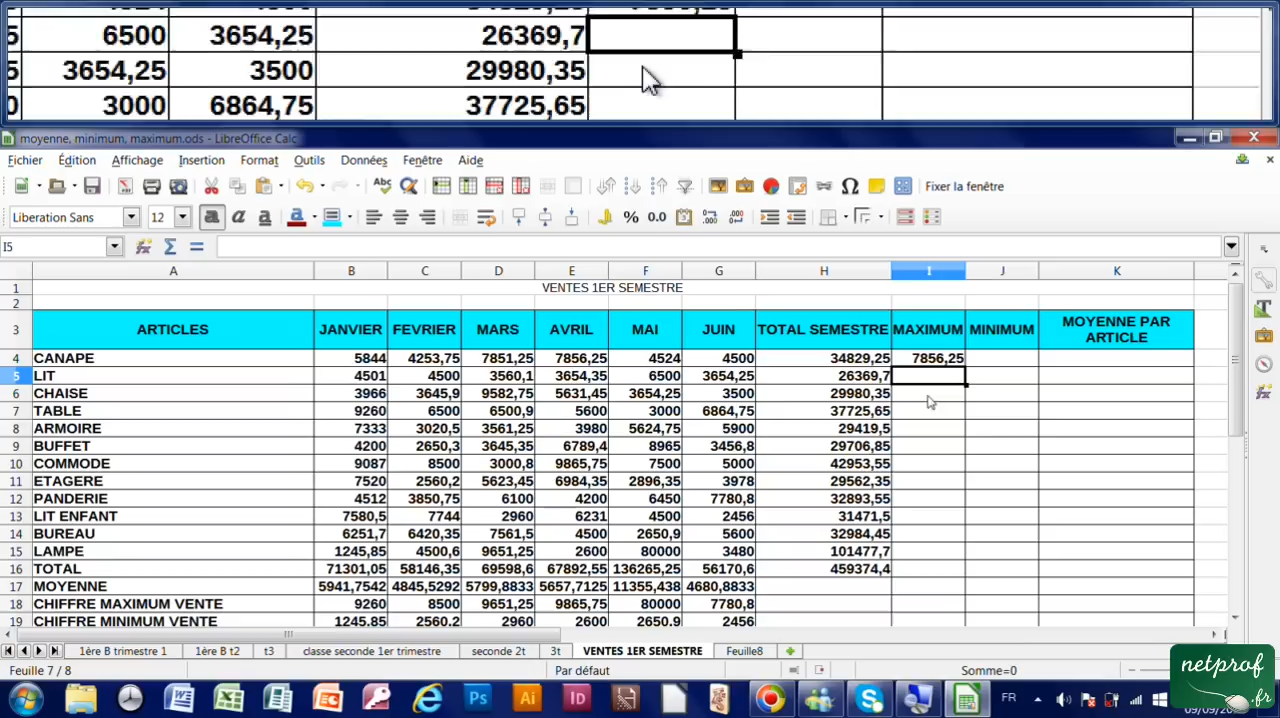 6500 3654,25 26369,7
3654,25 3500 29980,35
3000 6864,75 37725,65
moyenne, minimum, maximum.ods - LibreOffice Calc
Fichier Édition Affichage Insertion Format Outils Données Fenêtre Aide
Fixer la fenêtre
Liberation Sans 12
I5
A B C D E F G H I J K
1 VENTES 1ER SEMESTRE
2
3 ARTICLES JANVIER FEVRIER MARS AVRIL MAI JUIN TOTAL SEMESTRE MAXIMUM MINIMUM MOYENNE PAR ARTICLE
4 CANAPE 5844 4253,75 7851,25 7856,25 4524 4500 34829,25 7856,25
5 LIT 4501 4500 3560,1 3654,35 6500 3654,25 26369,7
6 CHAISE 3966 3645,9 9582,75 5631,45 3654,25 3500 29980,35
7 TABLE 9260 6500 6500,9 5600 3000 6864,75 37725,65
8 ARMOIRE 7333 3020,5 3561,25 3980 5624,75 5900 29419,5
9 BUFFET 4200 2650,3 3645,35 6789,4 8965 3456,8 29706,85
10 COMMODE 9087 8500 3000,8 9865,75 7500 5000 42953,55
11 ETAGERE 7520 2560,2 5623,45 6984,35 2896,35 3978 29562,35
12 PANDERIE 4512 3850,75 6100 4200 6450 7780,8 32893,55
13 LIT ENFANT 7580,5 7744 2960 6231 4500 2456 31471,5
14 BUREAU 6251,7 6420,35 7561,5 4500 2650,9 5600 32984,45
15 LAMPE 1245,85 4500,6 9651,25 2600 80000 3480 101477,7
16 TOTAL 71301,05 58146,35 69598,6 67892,55 136265,25 56170,6 459374,4
17 MOYENNE 5941,7542 4845,5292 5799,8833 5657,7125 11355,438 4680,8833
18 CHIFFRE MAXIMUM VENTE 9260 8500 9651,25 9865,75 80000 7780,8
19 CHIFFRE MINIMUM VENTE 1245,85 2560,2 2960 2600 2650,9 2456
1ère B trimestre 1 1ère B t2 t3 classe seconde 1er trimestre seconde 2t 3t VENTES 1ER SEMESTRE Feuille8
Feuille 7 / 8 Par défaut Somme=0
netprof.fr
FR